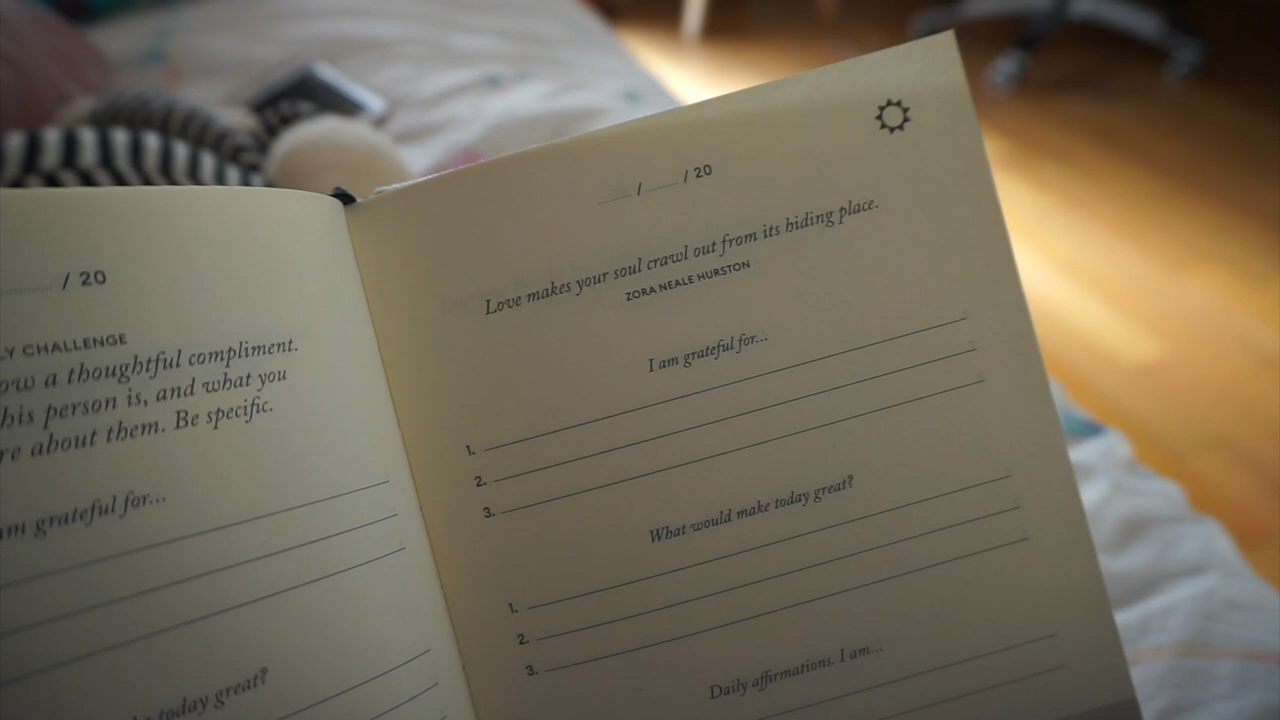 / 20
LY CHALLENGE
ow a thoughtful compliment.
his person is, and what you
re about them. Be specific.
am grateful for...
today great?
/ / 20
Love makes your soul crawl out from its hiding place.
ZORA NEALE HURSTON
I am grateful for...
1.
2.
3.
What would make today great?
1.
2.
3.
Daily affirmations. I am...